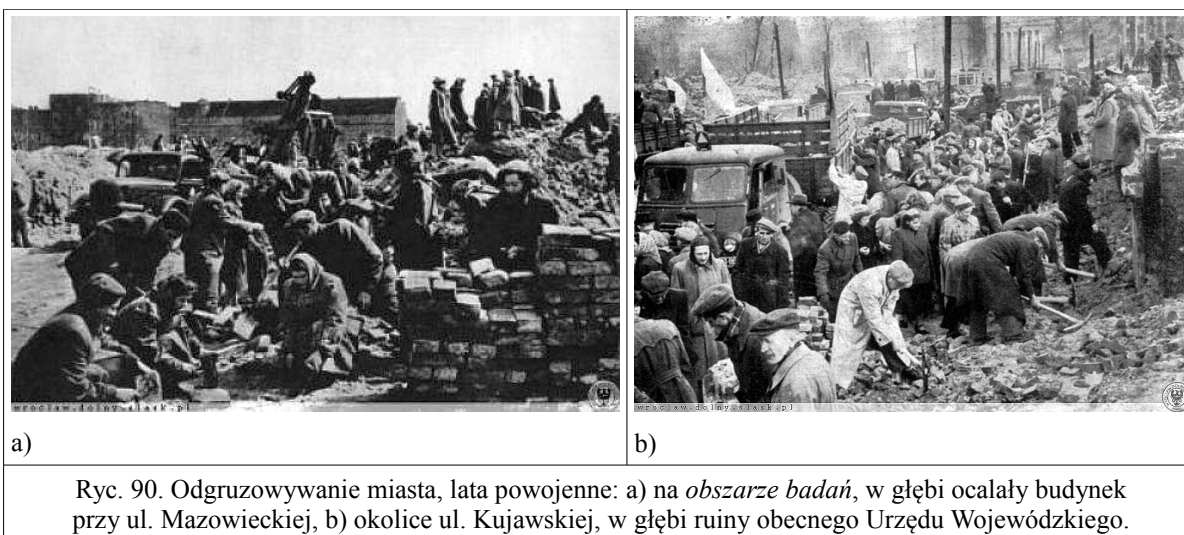 wroclaw.dolny.slask.pl
wroclaw.dolny.slask.pl
a)
b)
Ryc. 90. Odgruzowywanie miasta, lata powojenne: a) na obszarze badań, w głębi ocalały budynek
przy ul. Mazowieckiej, b) okolice ul. Kujawskiej, w głębi ruiny obecnego Urzędu Wojewódzkiego.